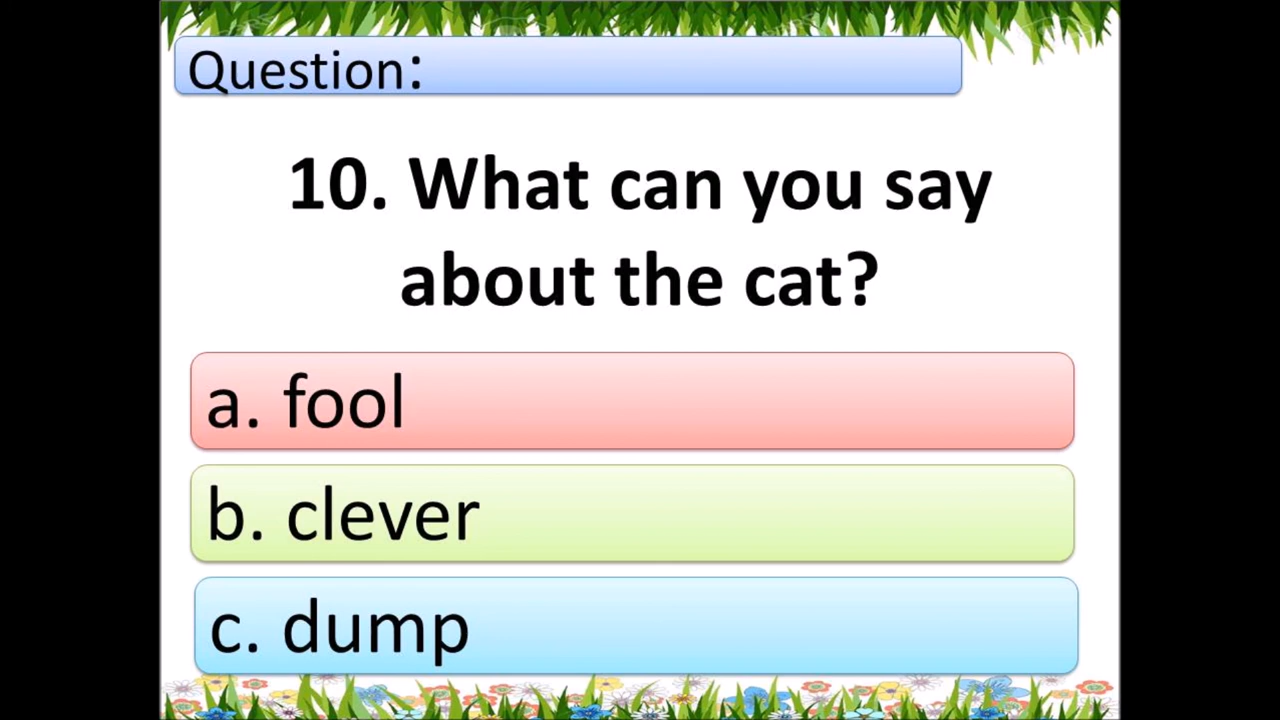 Question:
10. What can you say
about the cat?
a. fool
b. clever
c. dump